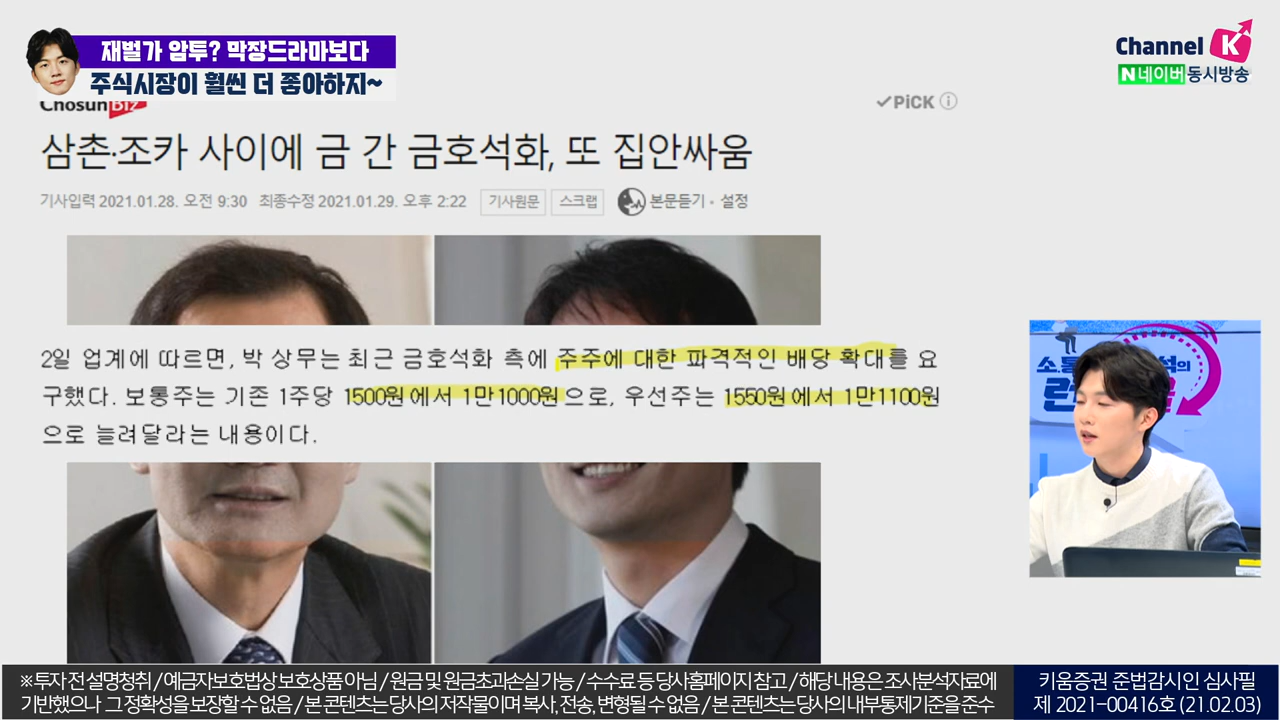 재벌가 암투? 막장드라마보다
주식시장이 훨씬 더 좋아하지~
Channel K
N 네이버 동시방송
Chosun Biz
PiCK
삼촌·조카 사이에 금 간 금호석화, 또 집안싸움
기사입력 2021.01.28. 오전 9:30 최종수정 2021.01.29. 오후 2:22 기사원문 스크랩 본문듣기 · 설정
2일 업계에 따르면, 박 상무는 최근 금호석화 측에 주주에 대한 파격적인 배당 확대를 요
구했다. 보통주는 기존 1주당 1500원에서 1만1000원으로, 우선주는 1550원에서 1만1100원
으로 늘려달라는 내용이다.
※ 투자 전 설명청취 / 예금자보호법상 보호상품 아님 / 원금 및 원금초과손실 가능 / 수수료 등 당사홈페이지 참고 / 해당 내용은 조사분석자료에
기반했으나 그 정확성을 보장할 수 없음 / 본 콘텐츠는 당사의 저작물이며 복사, 전송, 변형될 수 없음 / 본 콘텐츠는 당사의 내부통제기준을 준수
키움증권 준법감시인 심사필
제 2021-00416호 (21.02.03)